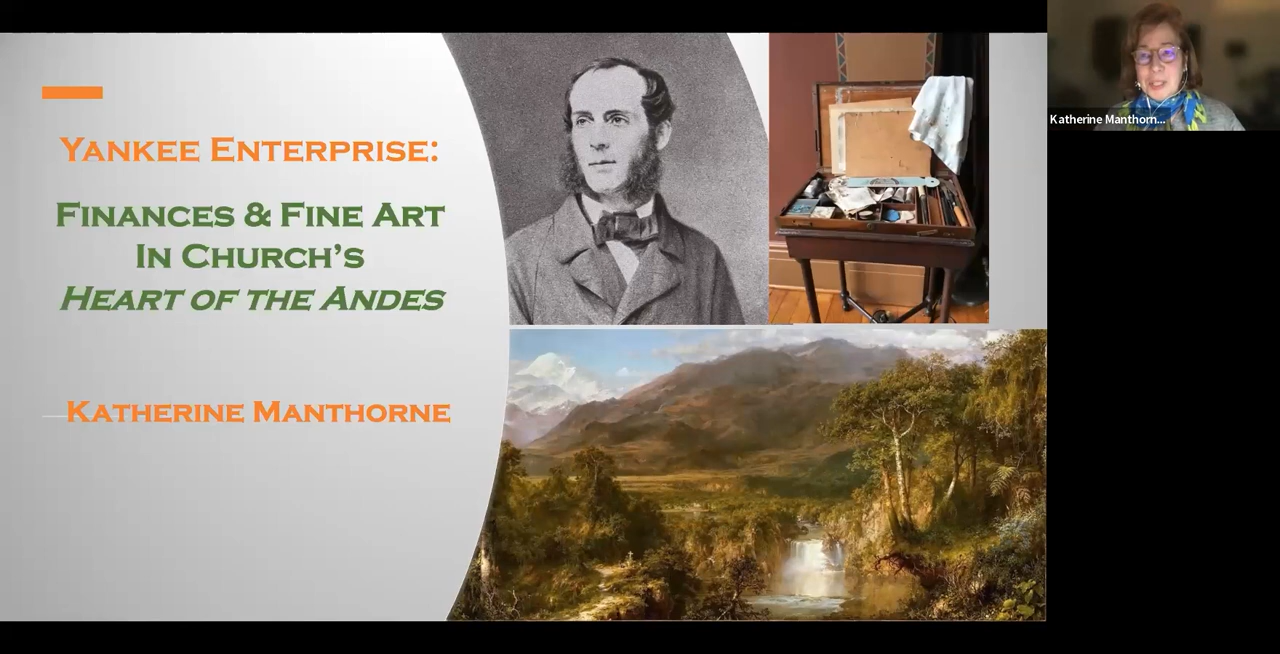 Yankee Enterprise:
Finances & Fine Art
In Church's
Heart of the Andes
Katherine Manthorne
Katherine Manthorn...